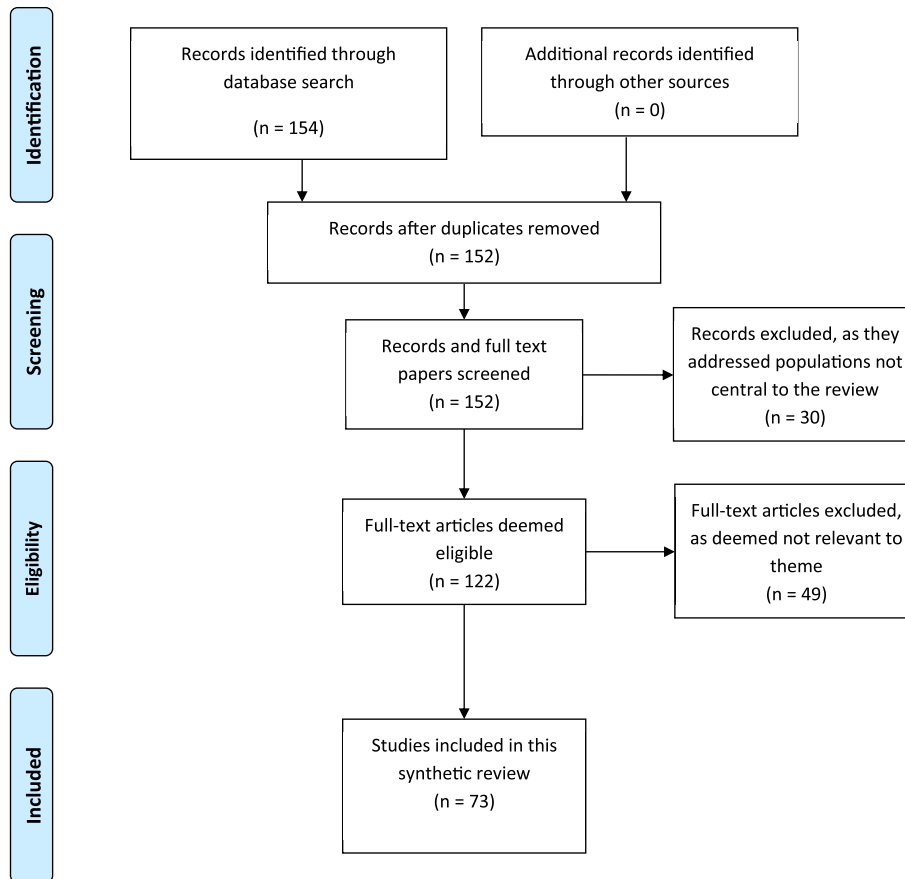 Identification
Records identified through
database search
(n = 154)
Additional records identified
through other sources
(n = 0)
Records after duplicates removed
(n = 152)
Screening
Records and full text
papers screened
(n = 152)
Records excluded, as they
addressed populations not
central to the review
(n = 30)
Eligibility
Full-text articles deemed
eligible
(n = 122)
Full-text articles excluded,
as deemed not relevant to
theme
(n = 49)
Included
Studies included in this
synthetic review
(n = 73)